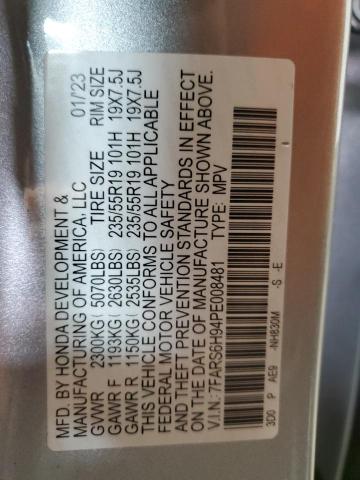 MFD. BY HONDA DEVELOPMENT &
MANUFACTURING OF AMERICA, LLC. 01/23
GVWR 2300KG (5070LBS) TIRE SIZE RIM SIZE
GAWR F 1193KG (2630LBS) 235/55R19 101H 19X7.5J
GAWR R 1150KG (2535LBS) 235/55R19 101H 19X7.5J
THIS VEHICLE CONFORMS TO ALL APPLICABLE
FEDERAL MOTOR VEHICLE SAFETY
AND THEFT PREVENTION STANDARDS IN EFFECT
ON THE DATE OF MANUFACTURE SHOWN ABOVE.
V.I.N.: 7FARS6H94PE008481 TYPE: MPV
3D0 P AE9 -NH830M -S -E